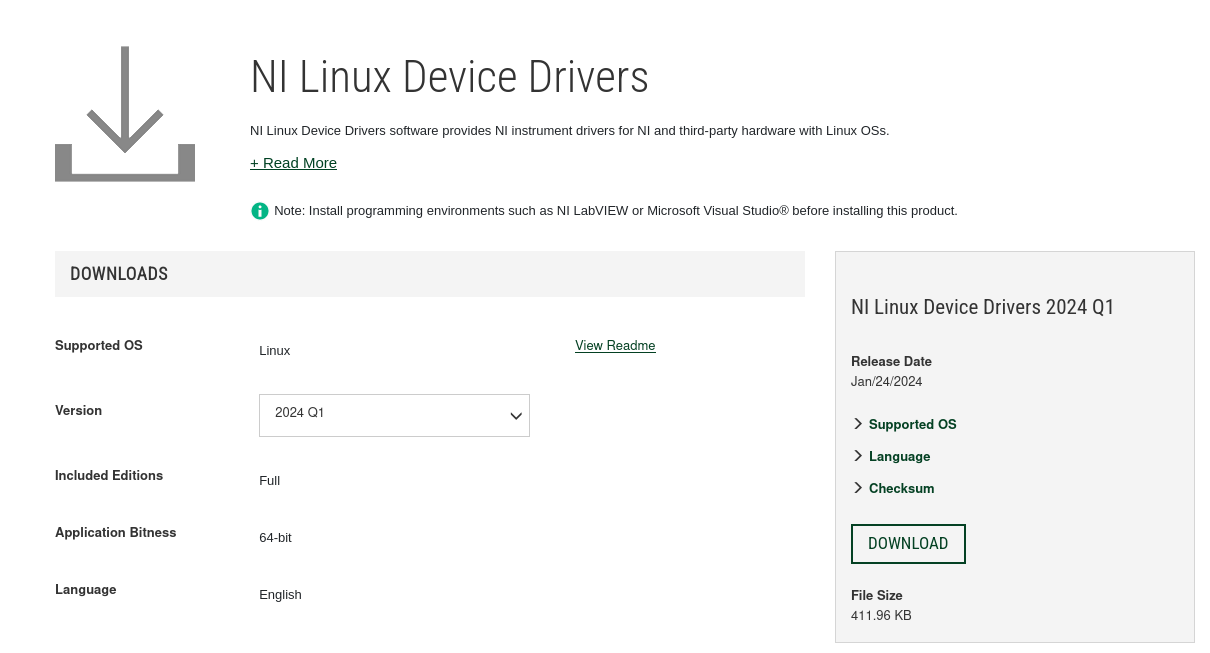 NI Linux Device Drivers
NI Linux Device Drivers software provides NI instrument drivers for NI and third-party hardware with Linux OSs.
+ Read More
Note: Install programming environments such as NI LabVIEW or Microsoft Visual Studio® before installing this product.
DOWNLOADS
Supported OS
Linux
View Readme
Version
2024 Q1
Included Editions
Full
Application Bitness
64-bit
Language
English
NI Linux Device Drivers 2024 Q1
Release Date
Jan/24/2024
Supported OS
Language
Checksum
DOWNLOAD
File Size
411.96 KB